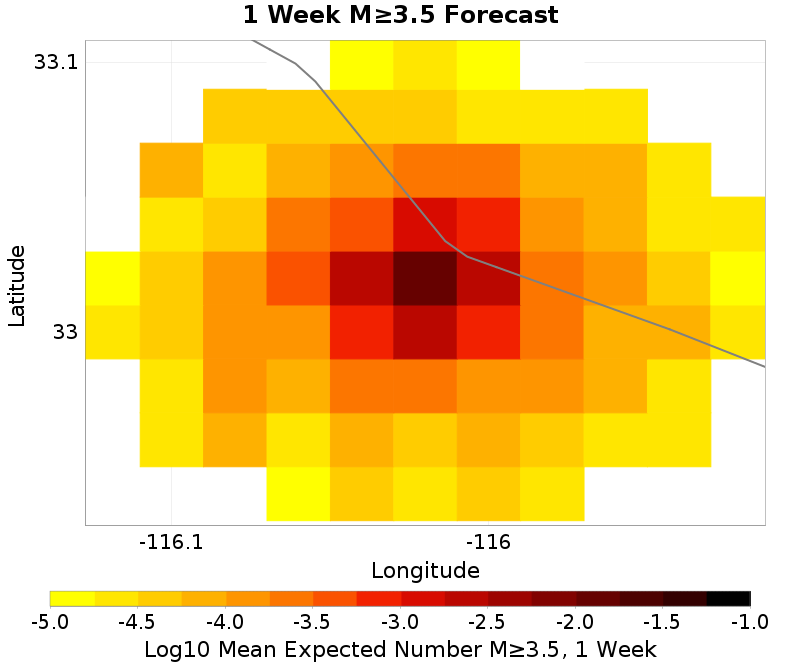 1 Week M≥3.5 Forecast
33.1
Latitude
33
-116.1 -116
Longitude
-5.0 -4.5 -4.0 -3.5 -3.0 -2.5 -2.0 -1.5 -1.0
Log10 Mean Expected Number M≥3.5, 1 Week